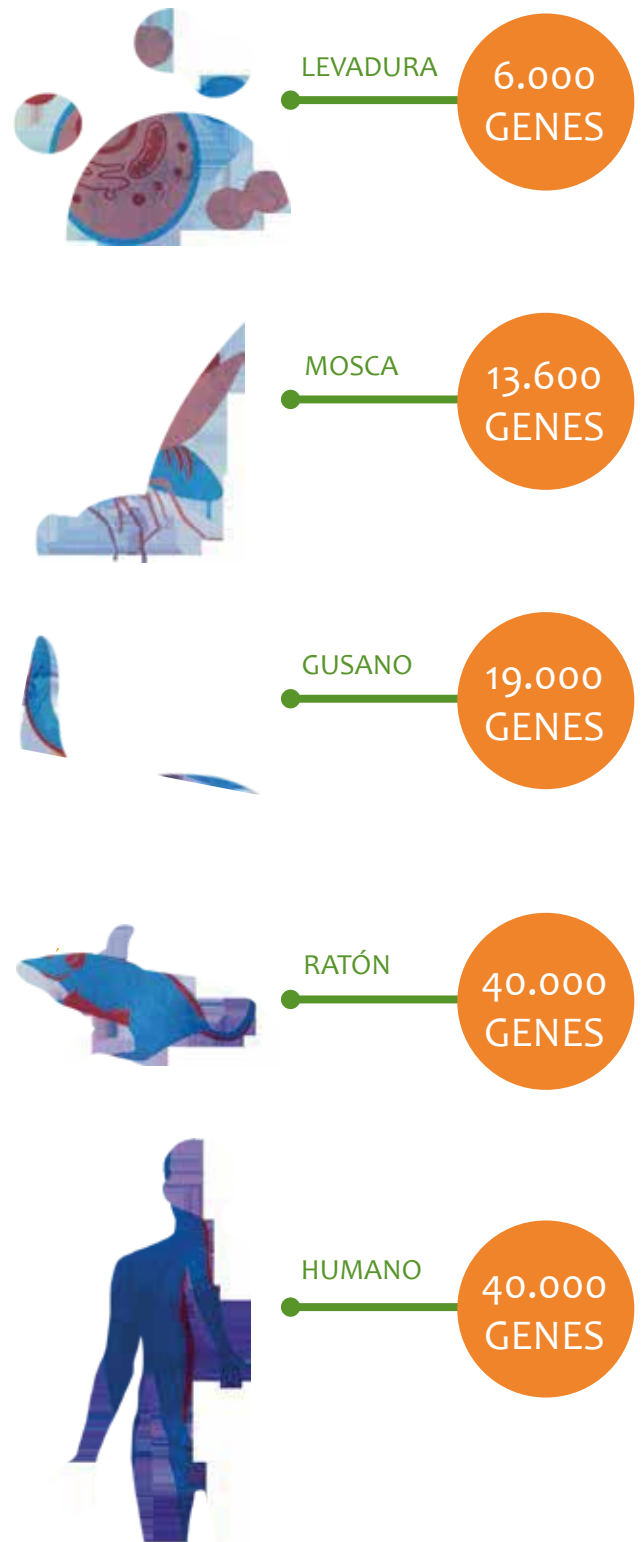 LEVADURA
6.000
GENES
MOSCA
13.600
GENES
GUSANO
19.000
GENES
RATÓN
40.000
GENES
HUMANO
40.000
GENES